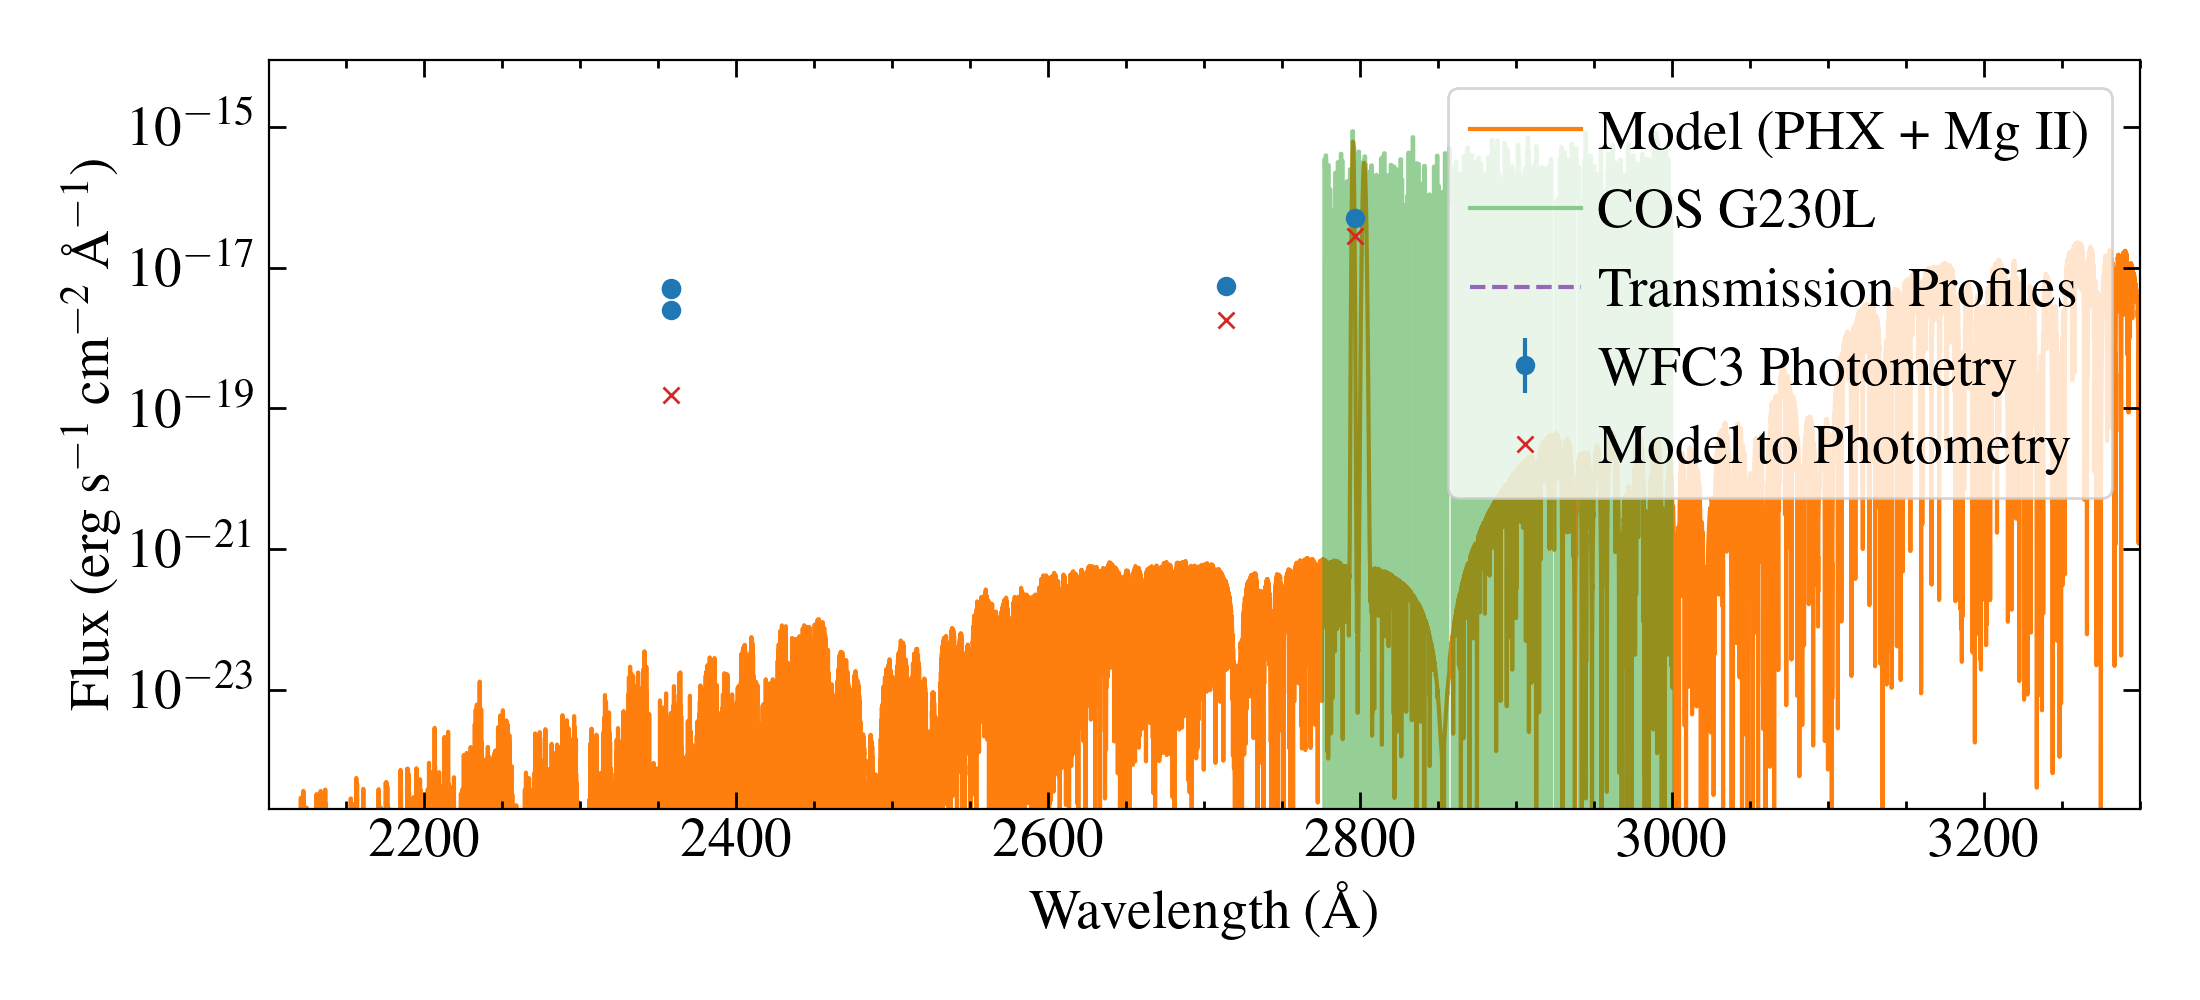 10⁻¹⁵
10⁻¹⁷
10⁻¹⁹
10⁻²¹
10⁻²³
Flux (erg s⁻¹ cm⁻² Å⁻¹)
Model (PHX + Mg II)
COS G230L
Transmission Profiles
WFC3 Photometry
Model to Photometry
2200 2400 2600 2800 3000 3200
Wavelength (Å)